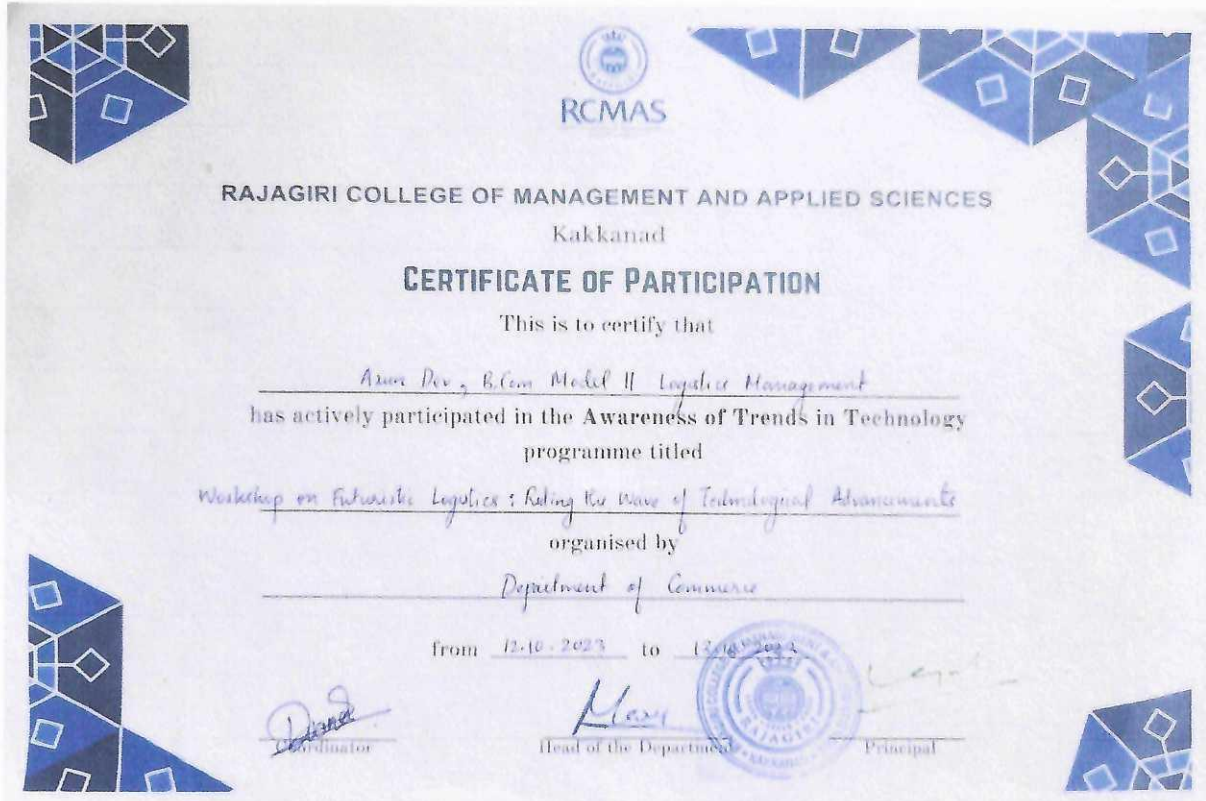 RCMAS
RAJAGIRI COLLEGE OF MANAGEMENT AND APPLIED SCIENCES
Kakkanad
CERTIFICATE OF PARTICIPATION
This is to certify that
Arun Dev, B.Com Model II Logistics Management
has actively participated in the Awareness of Trends in Technology
programme titled
Workshop on Futuristic Logistics : Riding the Wave of Technological Advancements
organised by
Department of Commerce
from 12.10.2023 to
Coordinator
Head of the Department
Principal
RAJAGIRI